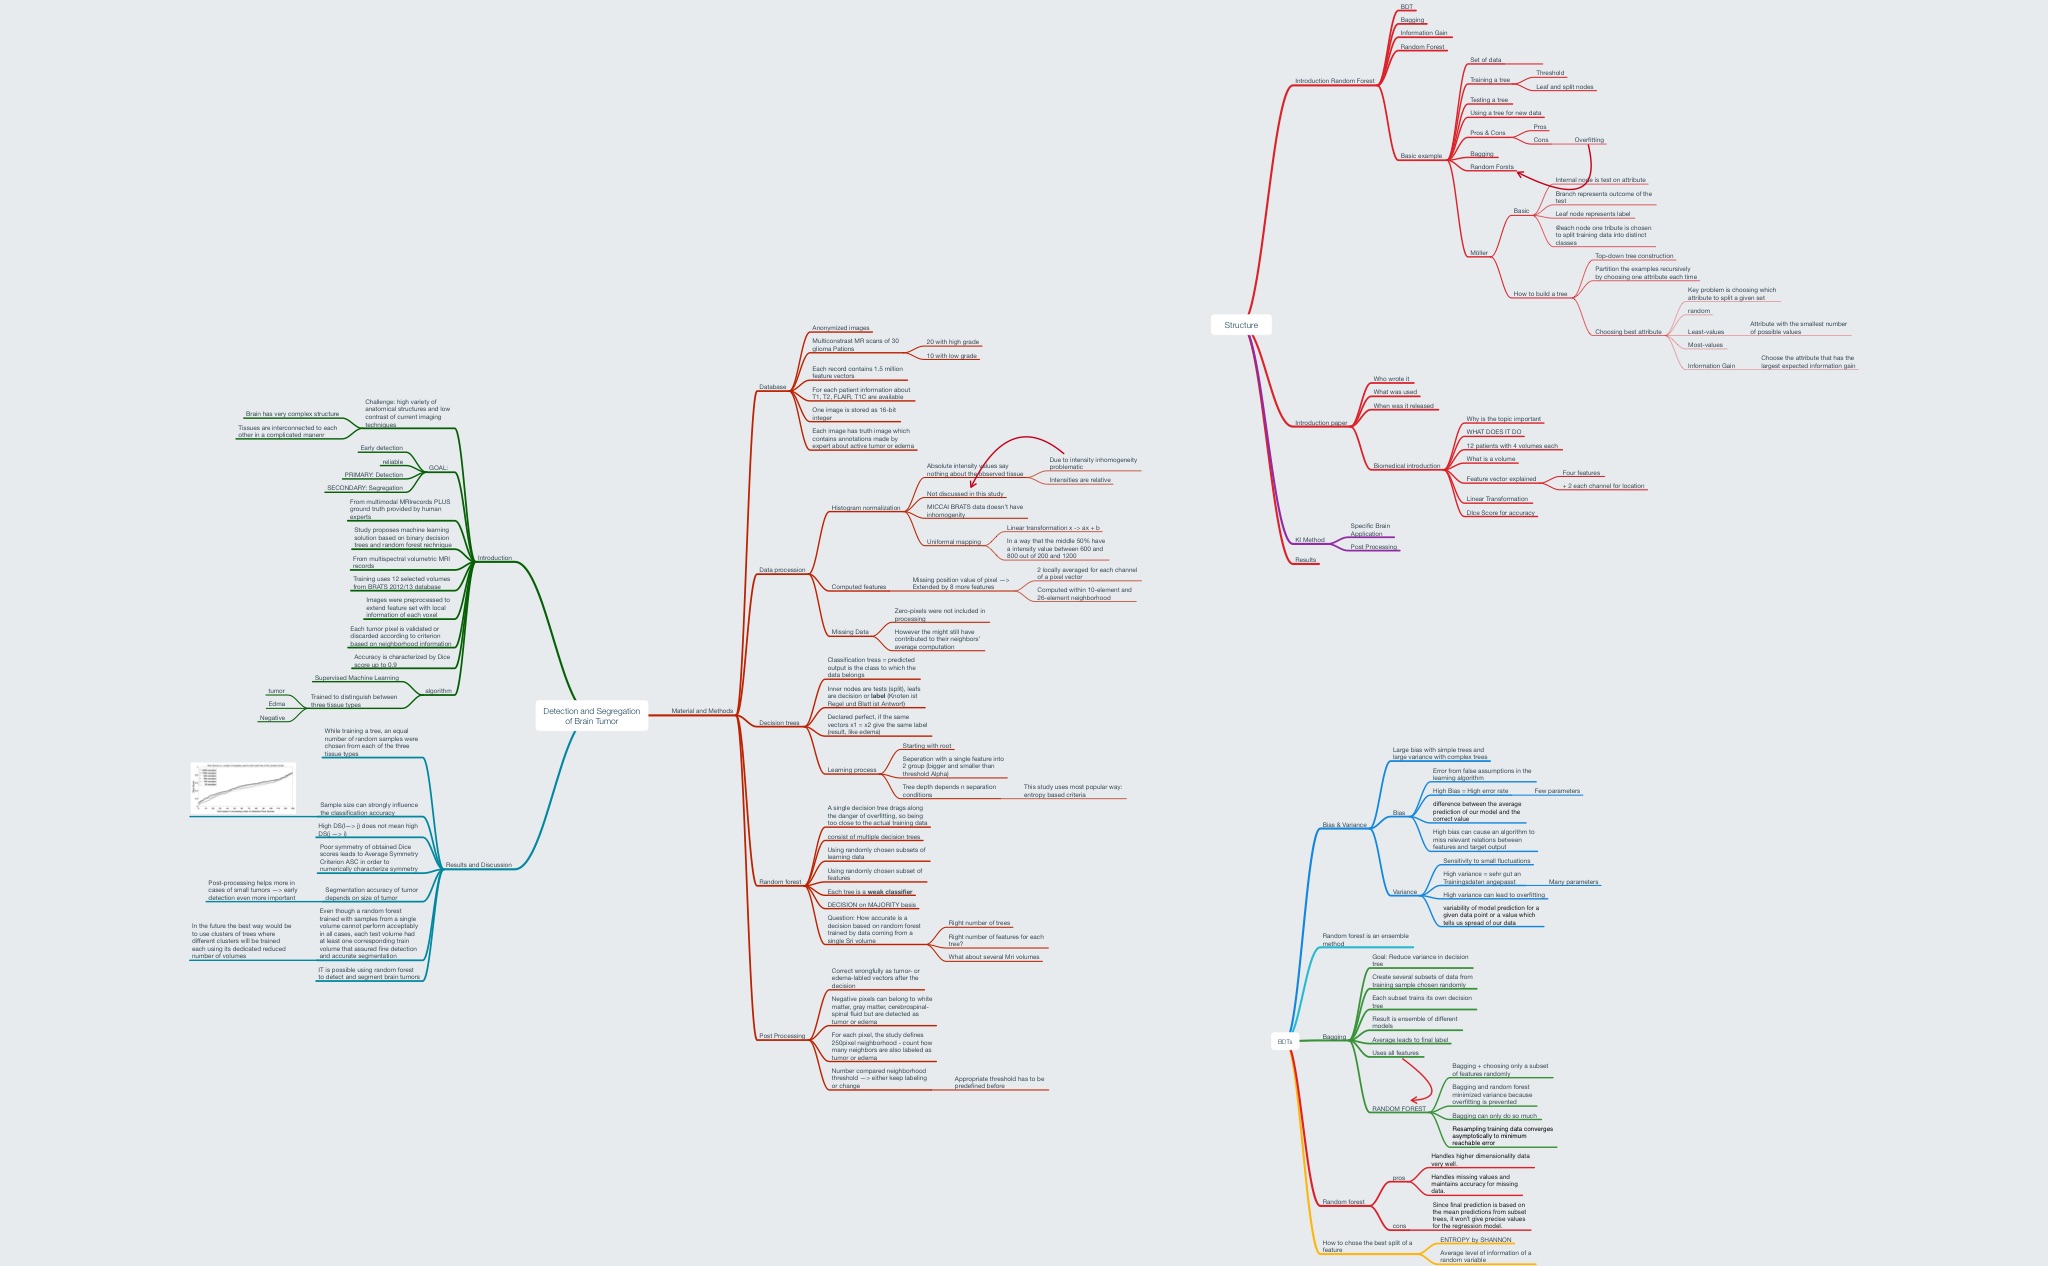 Detection and Segregation
of Brain Tumor
Introduction
Challenge: high variety of
anatomical structures and low
contrast of current imaging
techniques
Brain has very complex structure
Tissues are interconnected to each
other in a complicated manenr
GOAL:
Early detection
reliable
PRIMARY: Detection
SECONDARY: Segregation
From multimodal MRIrecords PLUS
ground truth provided by human
experts
Study proposes machine learning
solution based on binary decision
trees and random forest technique
From multispectral volumetric MRI
records
Training uses 12 selected volumes
from BRATS 2012/13 database
Images were preprocessed to
extend feature set with local
information of each voxel
Each tumor pixel is validated or
discarded according to criterion
based on neighborhood information
Accuracy is characterized by Dice
score up to 0.9
algorithm
Supervised Machine Learning
Trained to distinguish between
three tissue types
tumor
Edma
Negative
Results and Discussion
While training a tree, an equal
number of random samples were
chosen from each of the three
tissue types
Sample size can strongly influence
the classification accuracy
High DS(i—> j) does not mean high
DS(j —> i)
Poor symmetry of obtained Dice
scores leads to Average Symmetry
Criterion ASC in order to
numerically characterize symmetry
Segmentation accuracy of tumor
depends on size of tumor
Post-processing helps more in
cases of small tumors —> early
detection even more important
Even though a random forest
trained with samples from a single
volume cannot perform acceptably
in all cases, each test volume had
at least one corresponding train
volume that assured fine detection
and accurate segmentation
In the future the best way would be
to use clusters of trees where
different clusters will be trained
each using its dedicated reduced
number of volumes
IT is possible using random forest
to detect and segment brain tumors
Material and Methods
Database
Anonymized images
Multiconstrast MR scans of 30
glioma Pations
20 with high grade
10 with low grade
Each record contains 1.5 million
feature vectors
For each patient information about
T1, T2, FLAIR, T1C are available
One image is stored as 16-bit
integer
Each image has truth image which
contains annotations made by
expert about active tumor or edema
Data procession
Histogram normalization
Absolute intensity values say
nothing about the observed tissue
Due to intensity inhomogeneity
problematic
Intensities are relative
Not discussed in this study
MICCAI BRATS data doesn't have
inhomogenity
Uniformal mapping
Linear transformation x -> ax + b
In a way that the middle 50% have
a intensity value between 600 and
800 out of 200 and 1200
Computed features
Missing position value of pixel —>
Extended by 8 more features
2 locally averaged for each channel
of a pixel vector
Computed within 10-element and
26-element neighborhood
Missing Data
Zero-pixels were not included in
processing
However the might still have
contributed to their neighbors'
average computation
Decision trees
Classification tress = predicted
output is the class to which the
data belongs
Inner nodes are tests (split), leafs
are decision or label (Knoten ist
Regel und Blatt ist Antworf)
Declared perfect, if the same
vectors x1 = x2 give the same label
(result, like edema)
Learning process
Starting with root
Seperation with a single feature into
2 group (bigger and smaller than
threshold Alpha)
Tree depth depends n separation
conditions
This study uses most popular way:
entropy based criteria
Random forest
A single decision tree drags along
the danger of overfitting, so being
too close to the actual training data
consist of multiple decision trees
Using randomly chosen subsets of
learning data
Using randomly chosen subset of
features
Each tree is a weak classifier
DECISION on MAJORITY basis
Question: How accurate is a
decision based on random forest
trained by data coming from a
single Sri volume
Right number of trees
Right number of features for each
tree?
What about several Mri volumes
Post Processing
Correct wrongfully as tumor- or
edema-labled vectors after the
decision
Negative pixels can belong to white
matter, gray matter, cerebrospinal-
spinal fluid but are detected as
tumor or edema
For each pixel, the study defines
250pixel neighborhood - count how
many neighbors are also labeled as
tumor or edema
Number compared neighborhood
threshold —> either keep labeling
or change
Appropriate threshold has to be
predefined before
Structure
Introduction Random Forest
BDT
Bagging
Information Gain
Random Forest
Basic example
Set of data
Training a tree
Threshold
Leaf and split nodes
Testing a tree
Using a tree for new data
Pros & Cons
Pros
Cons
Overfitting
Bagging
Random Forsts
Möller
Basic
Internal node is test on attribute
Branch represents outcome of the
test
Leaf node represents label
@each node one tribute is chosen
to split training data into distinct
classes
How to build a tree
Top-down tree construction
Partition the examples recursively
by choosing one attribute each time
Choosing best attribute
Key problem is choosing which
attribute to split a given set
random
Least-values
Attribute with the smallest number
of possible values
Most-values
Information Gain
Choose the attribute that has the
largest expected information gain
Introduction paper
Who wrote it
What was used
When was it released
Biomedical introduction
Why is the topic important
WHAT DOES IT DO
12 patients with 4 volumes each
What is a volume
Feature vector explained
Four features
+ 2 each channel for location
Linear Transformation
Dice Score for accuracy
KI Method
Specific Brain
Application
Post Processing
Results
BDTs
Bias & Variance
Large bias with simple trees and
large variance with complex trees
Bias
Error from false assumptions in the
learning algorithm
High Bias = High error rate
Few parameters
difference between the average
prediction of our model and the
correct value
High bias can cause an algorithm to
miss relevant relations between
features and target output
Variance
Sensitivity to small fluctuations
High variance = sehr gut an
Trainingsdaten angepasst
Many parameters
High variance can lead to overfitting
variability of model prediction for a
given data point or a value which
tells us spread of our data
Random forest is an ensemble
method
Bagging
Goal: Reduce variance in decision
tree
Create several subsets of data from
training sample chosen randomly
Each subset trains its own decision
tree
Result is ensemble of different
models
Average leads to final label
Uses all features
RANDOM FOREST
Bagging + choosing only a subset
of features randomly
Bagging and random forest
minimized variance because
overfitting is prevented
Bagging can only do so much
Resampling training data converges
asymptotically to minimum
reachable error
Random forest
pros
Handles higher dimensionality data
very well.
Handles missing values and
maintains accuracy for missing
data.
cons
Since final prediction is based on
the mean predictions from subset
trees, it won't give precise values
for the regression model.
How to chose the best split of a
feature
ENTROPY by SHANNON
Average level of information of a
random variable